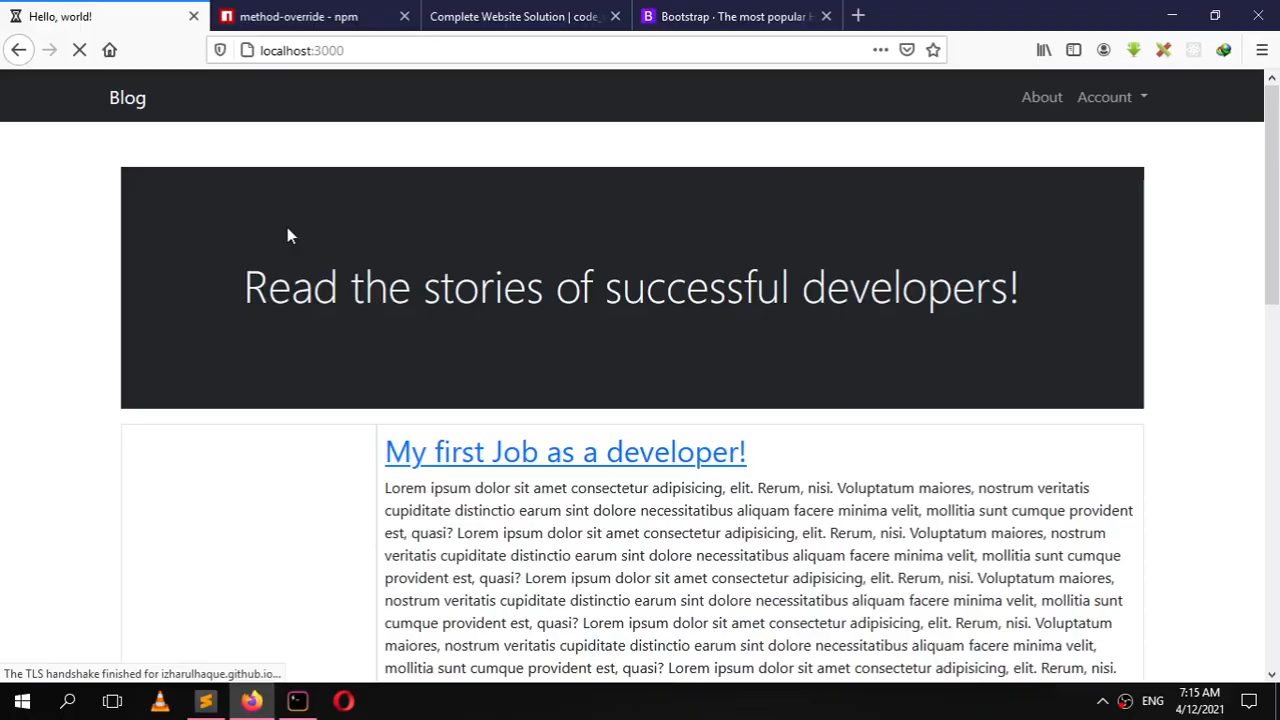 Hello, world!
method-override - npm
Complete Website Solution | code_
Bootstrap · The most popular
localhost:3000
Blog
About
Account
Read the stories of successful developers!
My first Job as a developer!
Lorem ipsum dolor sit amet consectetur adipisicing, elit. Rerum, nisi. Voluptatum maiores, nostrum veritatis
cupiditate distinctio earum sint dolore necessitatibus aliquam facere minima velit, mollitia sunt cumque provident
est, quasi? Lorem ipsum dolor sit amet consectetur adipisicing, elit. Rerum, nisi. Voluptatum maiores, nostrum
veritatis cupiditate distinctio earum sint dolore necessitatibus aliquam facere minima velit, mollitia sunt cumque
provident est, quasi? Lorem ipsum dolor sit amet consectetur adipisicing, elit. Rerum, nisi. Voluptatum maiores,
nostrum veritatis cupiditate distinctio earum sint dolore necessitatibus aliquam facere minima velit, mollitia sunt
cumque provident est, quasi? Lorem ipsum dolor sit amet consectetur adipisicing, elit. Rerum, nisi. Voluptatum
maiores, nostrum veritatis cupiditate distinctio earum sint dolore necessitatibus aliquam facere minima velit,
mollitia sunt cumque provident est, quasi? Lorem ipsum dolor sit amet consectetur adipisicing, elit. Rerum, nisi.
The TLS handshake finished for izharulhaque.github.io...
ENG
7:15 AM
4/12/2021